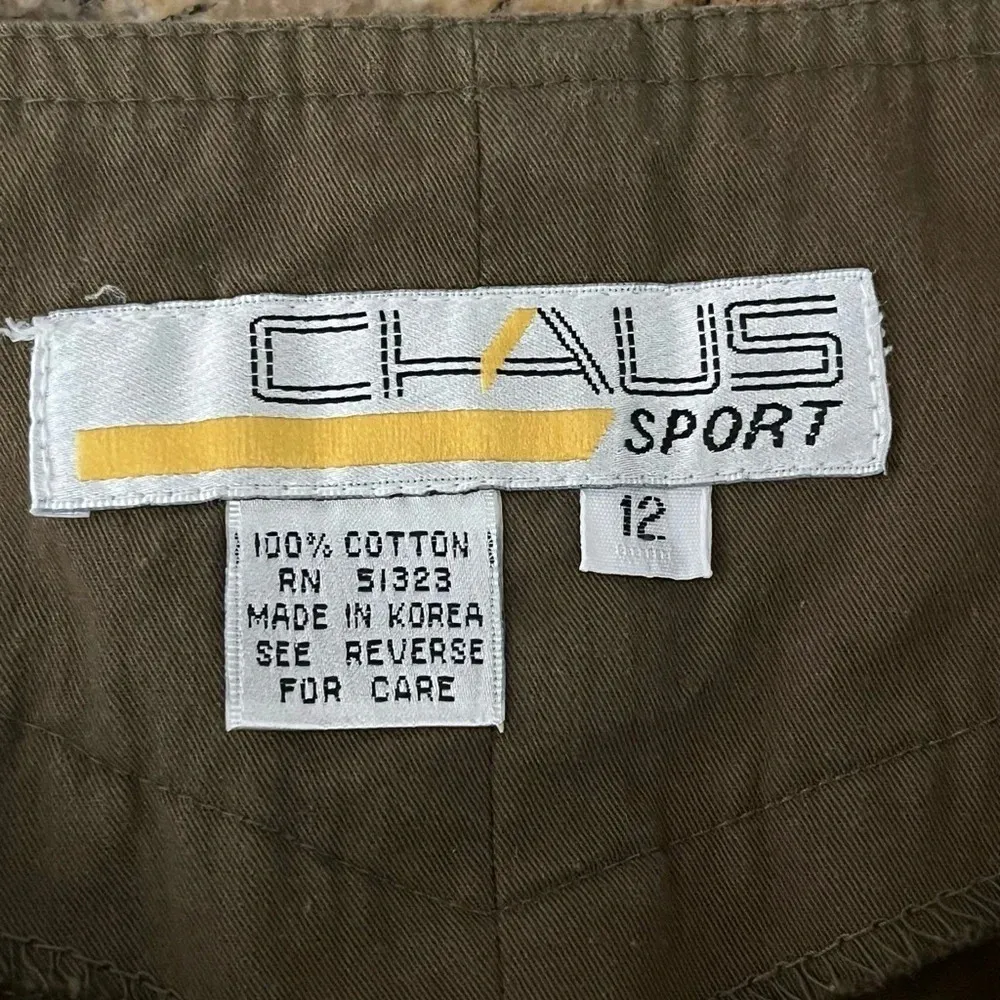 CHAUS
SPORT
12
100% COTTON
RN 51323
MADE IN KOREA
SEE REVERSE
FOR CARE